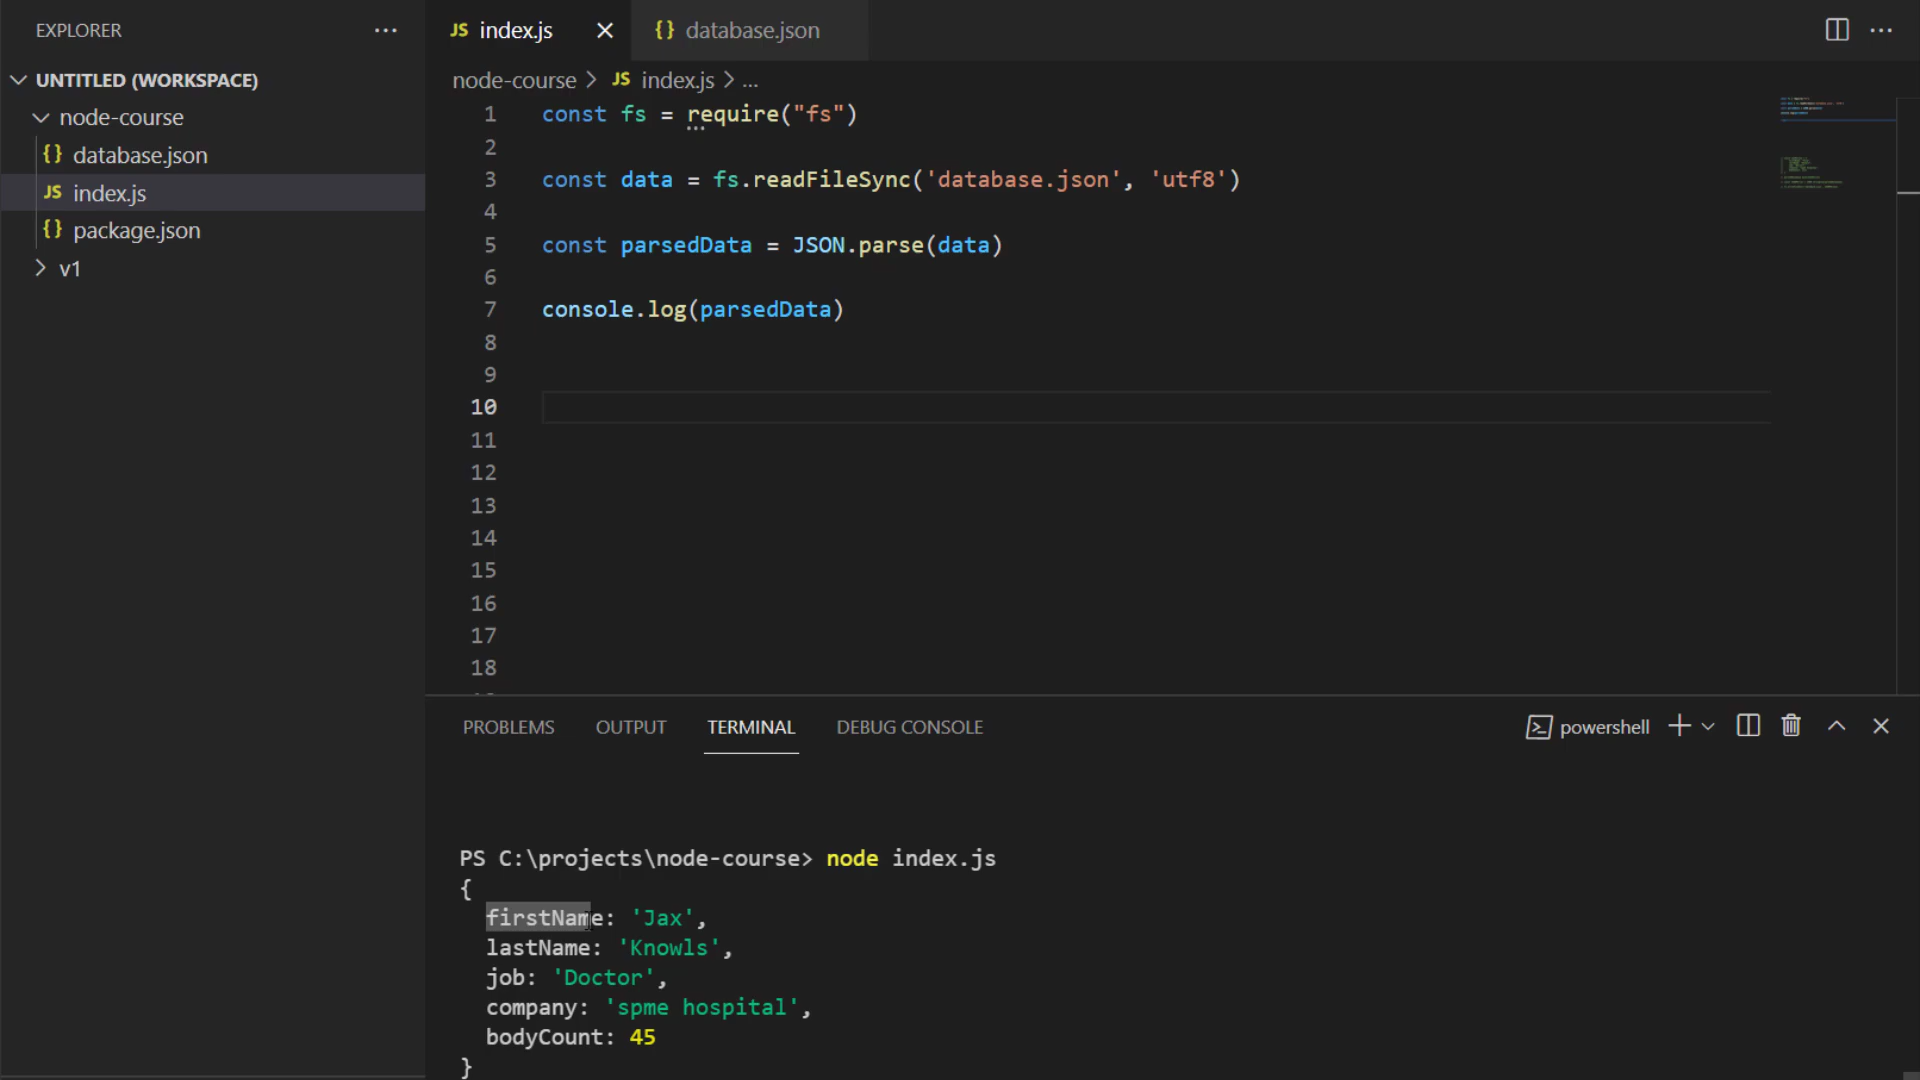 EXPLORER
UNTITLED (WORKSPACE)
node-course
{} database.json
JS index.js
{} package.json
v1
JS index.js
{} database.json
node-course > JS index.js > ...
1 const fs = require("fs")
2
3 const data = fs.readFileSync('database.json', 'utf8')
4
5 const parsedData = JSON.parse(data)
6
7 console.log(parsedData)
8
9
10
11
12
13
14
15
16
17
18
PROBLEMS OUTPUT TERMINAL DEBUG CONSOLE
powershell
PS C:\projects\node-course> node index.js
{
firstName: 'Jax',
lastName: 'Knowls',
job: 'Doctor',
company: 'spme hospital',
bodyCount: 45
}